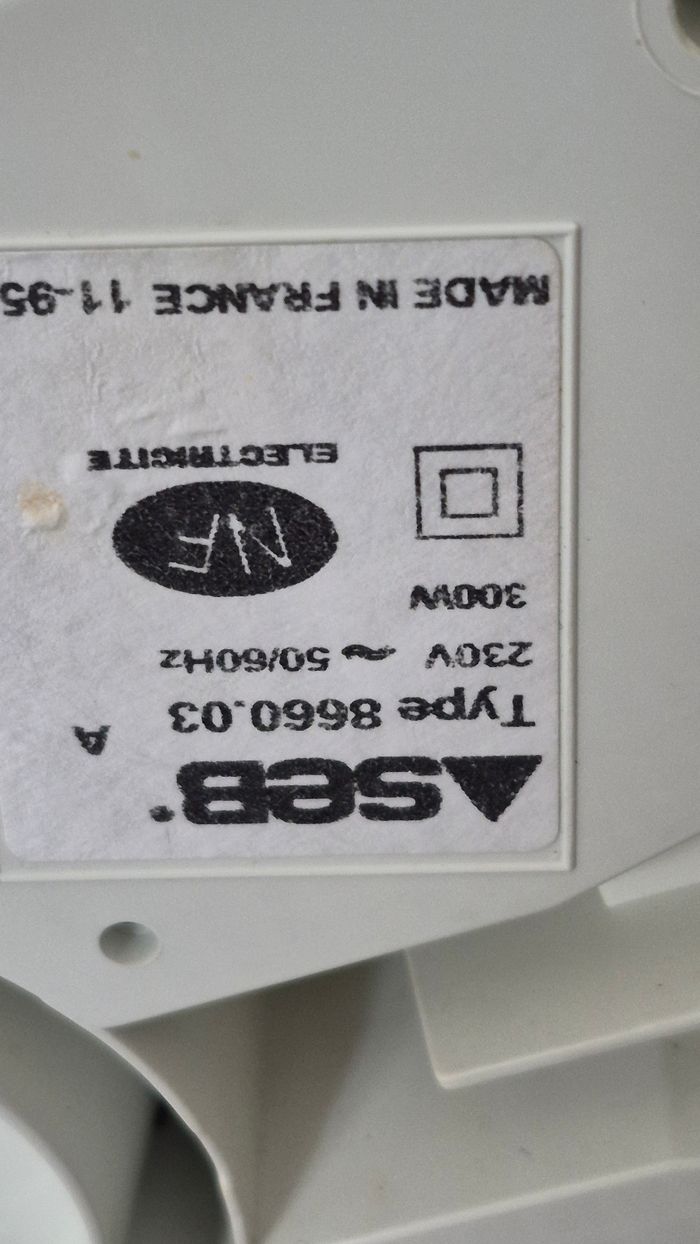 SEB®
Type 8660.03 A
230V ~ 50/60Hz
300W
NF
ELECTRICITE
MADE IN FRANCE 11-95